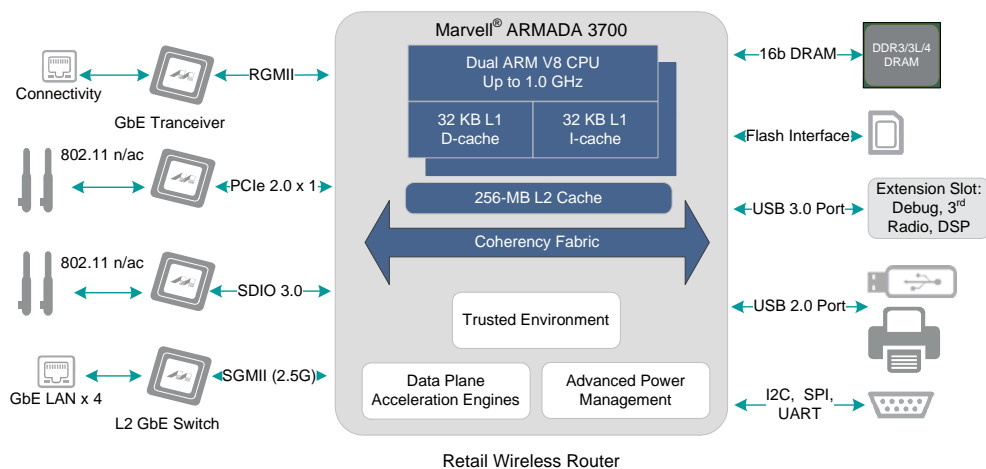 Marvell® ARMADA 3700
Dual ARM V8 CPU
Up to 1.0 GHz
32 KB L1
D-cache
32 KB L1
I-cache
256-MB L2 Cache
Coherency Fabric
Trusted Environment
Data Plane
Acceleration Engines
Advanced Power
Management
Connectivity
RGMII
GbE Tranceiver
802.11 n/ac
PCIe 2.0 x 1
802.11 n/ac
SDIO 3.0
SGMII (2.5G)
GbE LAN x 4
L2 GbE Switch
16b DRAM
DDR3/3L/4
DRAM
Flash Interface
USB 3.0 Port
Extension Slot:
Debug, 3rd
Radio, DSP
USB 2.0 Port
I2C, SPI,
UART
Retail Wireless Router